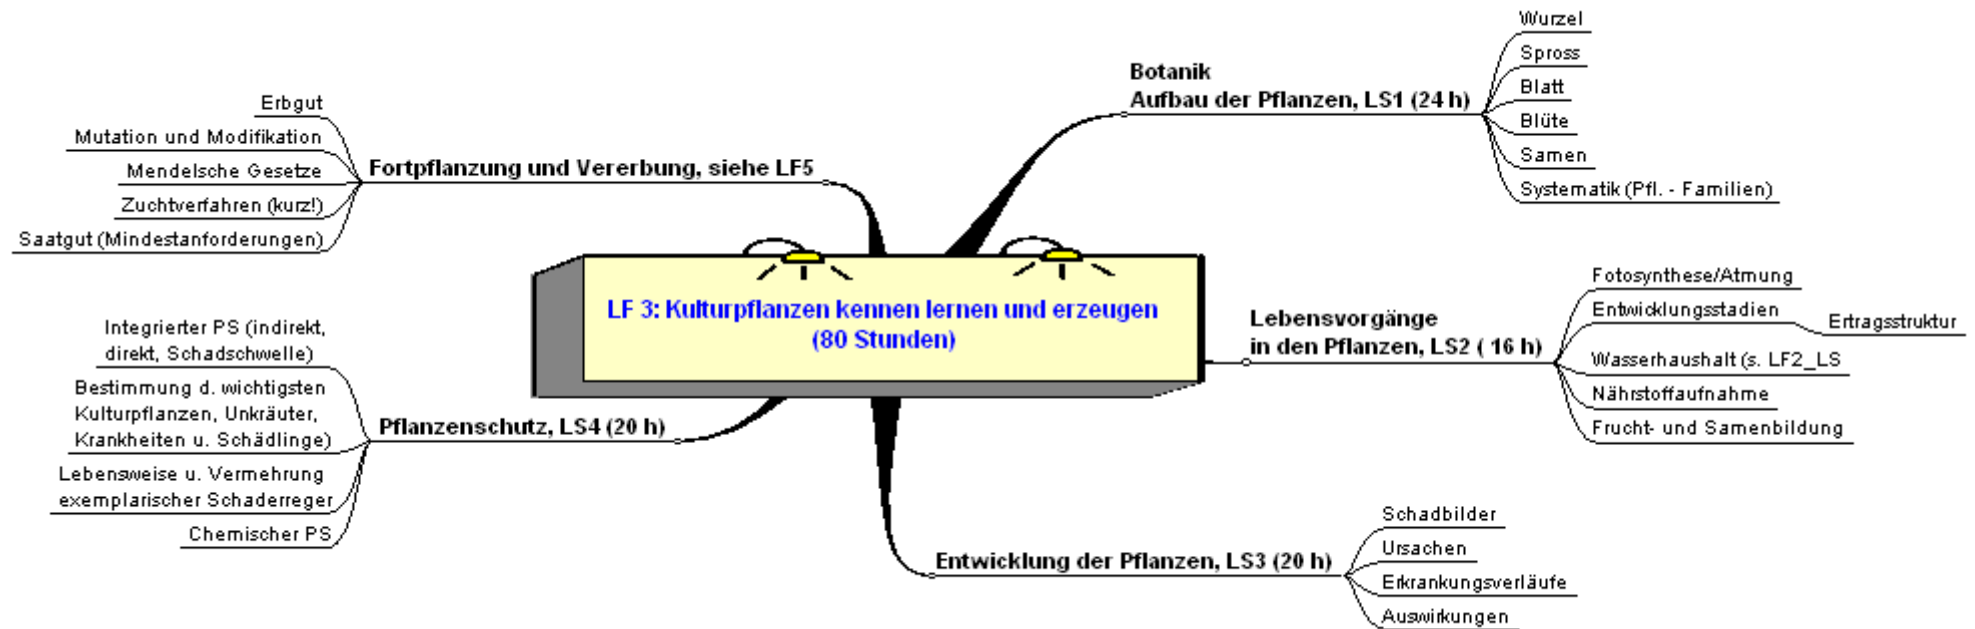 LF 3: Kulturpflanzen kennen lernen und erzeugen
(80 Stunden)
Botanik
Aufbau der Pflanzen, LS1 (24 h)
Wurzel
Spross
Blatt
Blüte
Samen
Systematik (Pfl. - Familien)
Lebensvorgänge
in den Pflanzen, LS2 ( 16 h)
Fotosynthese/Atmung
Entwicklungsstadien
Ertragsstruktur
Wasserhaushalt (s. LF2_LS
Nährstoffaufnahme
Frucht- und Samenbildung
Entwicklung der Pflanzen, LS3 (20 h)
Schadbilder
Ursachen
Erkrankungsverläufe
Auswirkungen
Pflanzenschutz, LS4 (20 h)
Integrierter PS (indirekt,
direkt, Schadschwelle)
Bestimmung d. wichtigsten
Kulturpflanzen, Unkräuter,
Krankheiten u. Schädlinge)
Lebensweise u. Vermehrung
exemplarischer Schaderreger
Chemischer PS
Fortpflanzung und Vererbung, siehe LF5
Erbgut
Mutation und Modifikation
Mendelsche Gesetze
Zuchtverfahren (kurz!)
Saatgut (Mindestanforderungen)